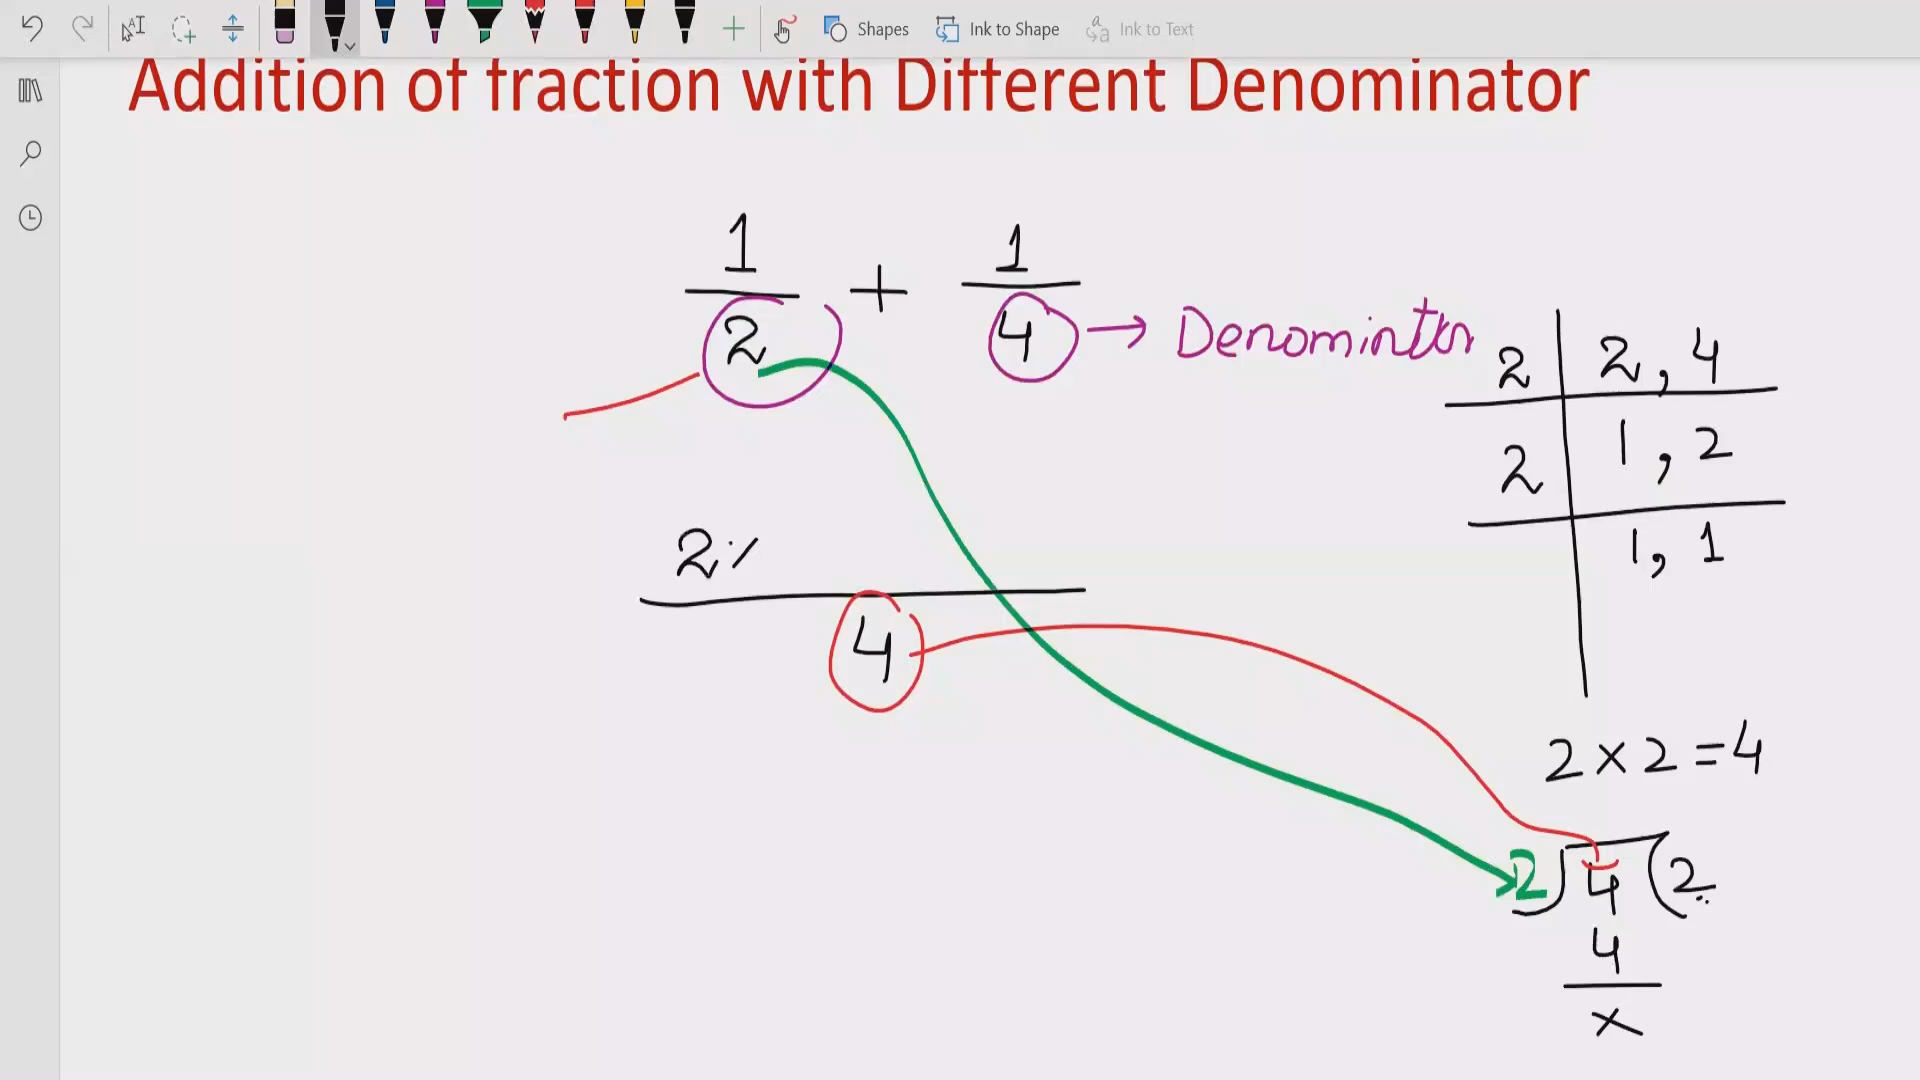 Shapes Ink to Shape Ink to Text
Addition of fraction with Different Denominator
1 1
+
2 4 → Denomintor
2 2, 4
2 1, 2
1, 1
2
4
2 × 2 = 4
2 4 (2
4
x